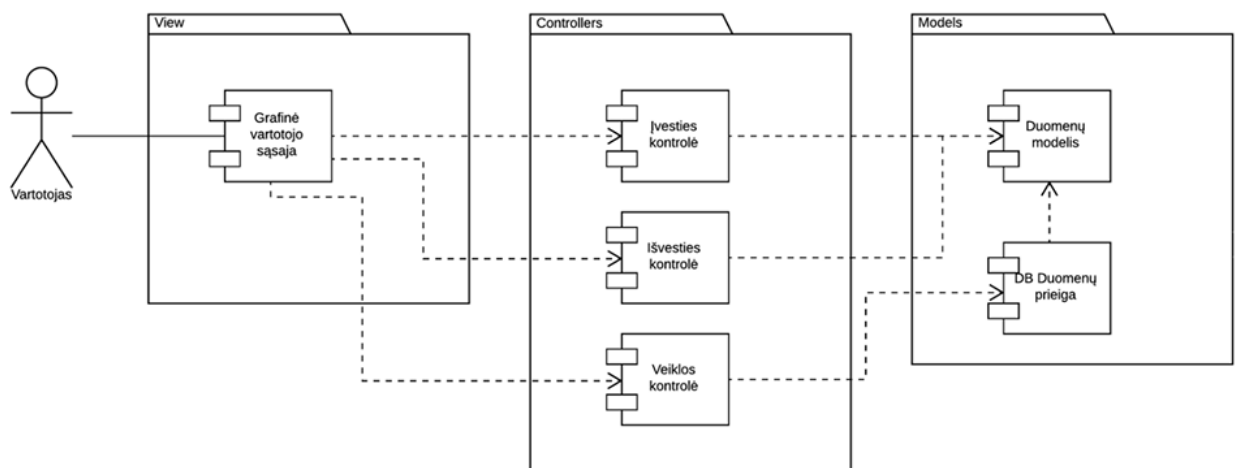 View
Controllers
Models
Vartotojas
Grafinė
vartotojo
sąsaja
Įvesties
kontrolė
Išvesties
kontrolė
Veiklos
kontrolė
Duomenų
modelis
DB Duomenų
prieiga